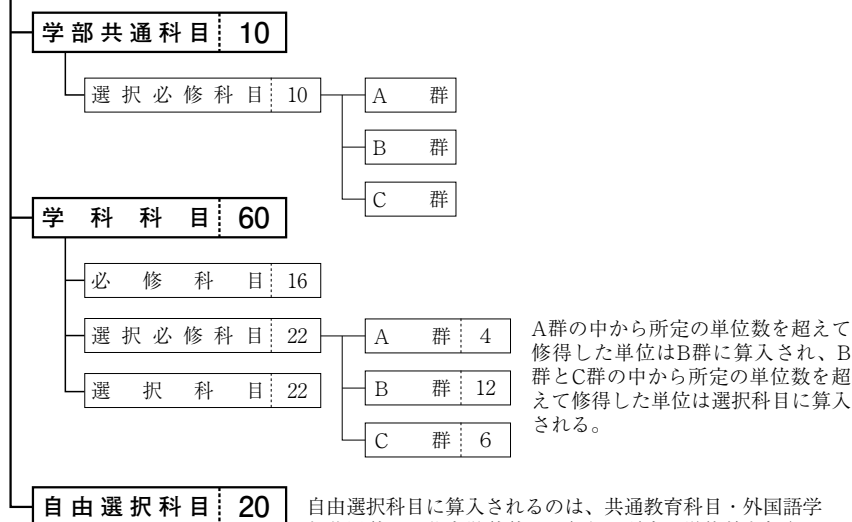 学部共通科目 10
選択必修科目 10
A 群
B 群
C 群
学科科目 60
必修科目 16
選択必修科目 22
A 群 4
選択科目 22
B 群 12
C 群 6
A群の中から所定の単位数を超えて
修得した単位はB群に算入され、B
群とC群の中から所定の単位数を超
えて修得した単位は選択科目に算入
される。
自由選択科目 20
自由選択科目に算入されるのは、共通教育科目・外国語学